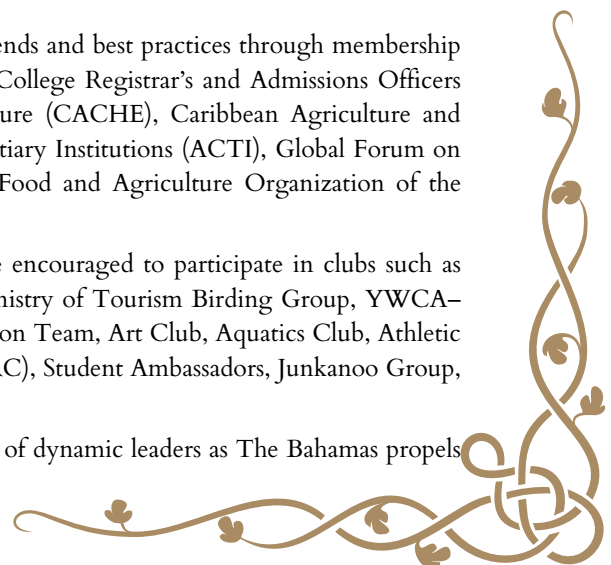 ends and best practices through membership
College Registrar's and Admissions Officers
ure (CACHE), Caribbean Agriculture and
tiary Institutions (ACTI), Global Forum on
Food and Agriculture Organization of the
encouraged to participate in clubs such as
nistry of Tourism Birding Group, YWCA–
on Team, Art Club, Aquatics Club, Athletic
AC), Student Ambassadors, Junkanoo Group,
of dynamic leaders as The Bahamas propels